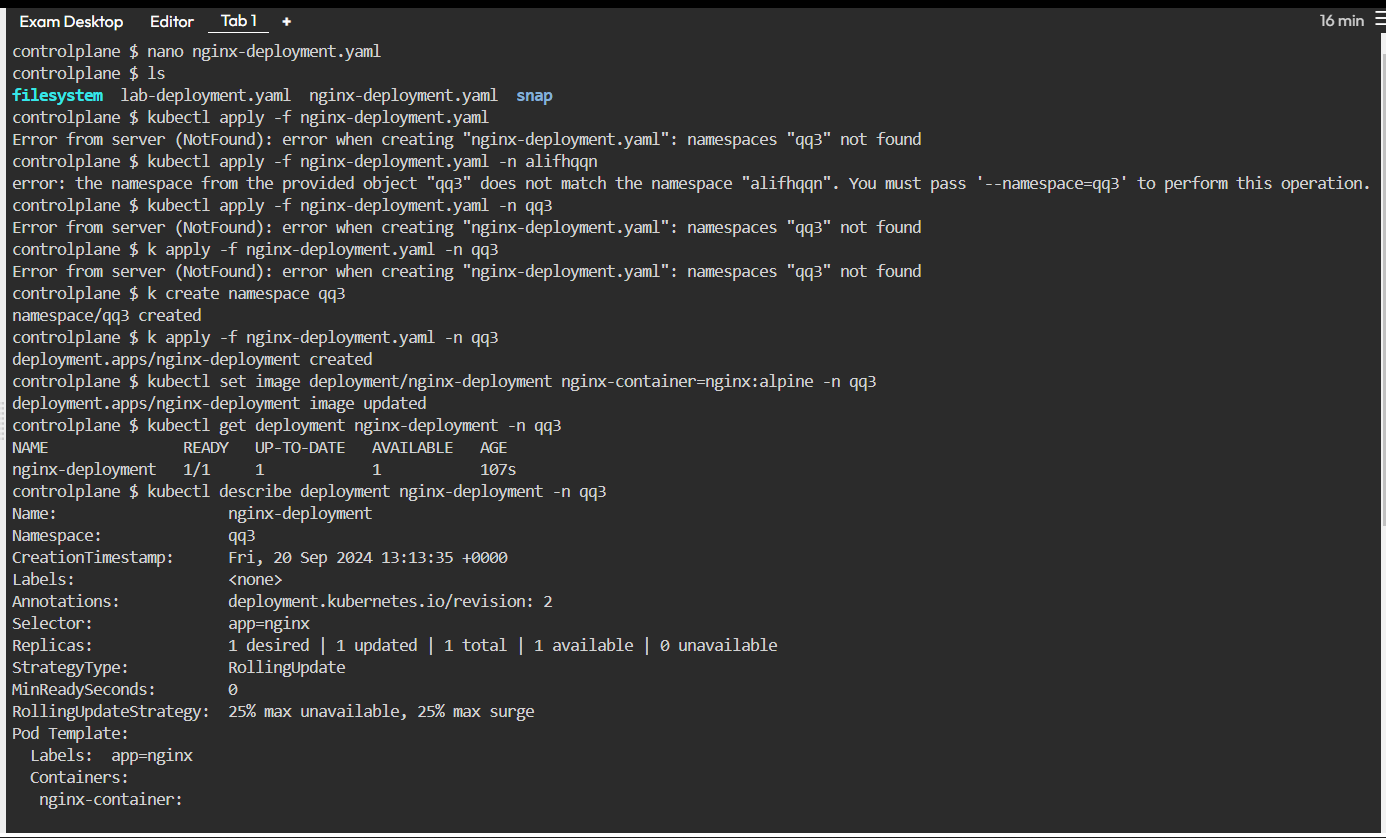 Exam Desktop Editor Tab 1 + 16 min
controlplane $ nano nginx-deployment.yaml
controlplane $ ls
filesystem  lab-deployment.yaml  nginx-deployment.yaml  snap
controlplane $ kubectl apply -f nginx-deployment.yaml
Error from server (NotFound): error when creating "nginx-deployment.yaml": namespaces "qq3" not found
controlplane $ kubectl apply -f nginx-deployment.yaml -n alifhqqn
error: the namespace from the provided object "qq3" does not match the namespace "alifhqqn". You must pass '--namespace=qq3' to perform this operation.
controlplane $ kubectl apply -f nginx-deployment.yaml -n qq3
Error from server (NotFound): error when creating "nginx-deployment.yaml": namespaces "qq3" not found
controlplane $ k apply -f nginx-deployment.yaml -n qq3
Error from server (NotFound): error when creating "nginx-deployment.yaml": namespaces "qq3" not found
controlplane $ k create namespace qq3
namespace/qq3 created
controlplane $ k apply -f nginx-deployment.yaml -n qq3
deployment.apps/nginx-deployment created
controlplane $ kubectl set image deployment/nginx-deployment nginx-container=nginx:alpine -n qq3
deployment.apps/nginx-deployment image updated
controlplane $ kubectl get deployment nginx-deployment -n qq3
NAME               READY   UP-TO-DATE   AVAILABLE   AGE
nginx-deployment   1/1     1            1           107s
controlplane $ kubectl describe deployment nginx-deployment -n qq3
Name:                   nginx-deployment
Namespace:              qq3
CreationTimestamp:      Fri, 20 Sep 2024 13:13:35 +0000
Labels:                 <none>
Annotations:            deployment.kubernetes.io/revision: 2
Selector:               app=nginx
Replicas:               1 desired | 1 updated | 1 total | 1 available | 0 unavailable
StrategyType:           RollingUpdate
MinReadySeconds:        0
RollingUpdateStrategy:  25% max unavailable, 25% max surge
Pod Template:
  Labels:  app=nginx
  Containers:
   nginx-container: